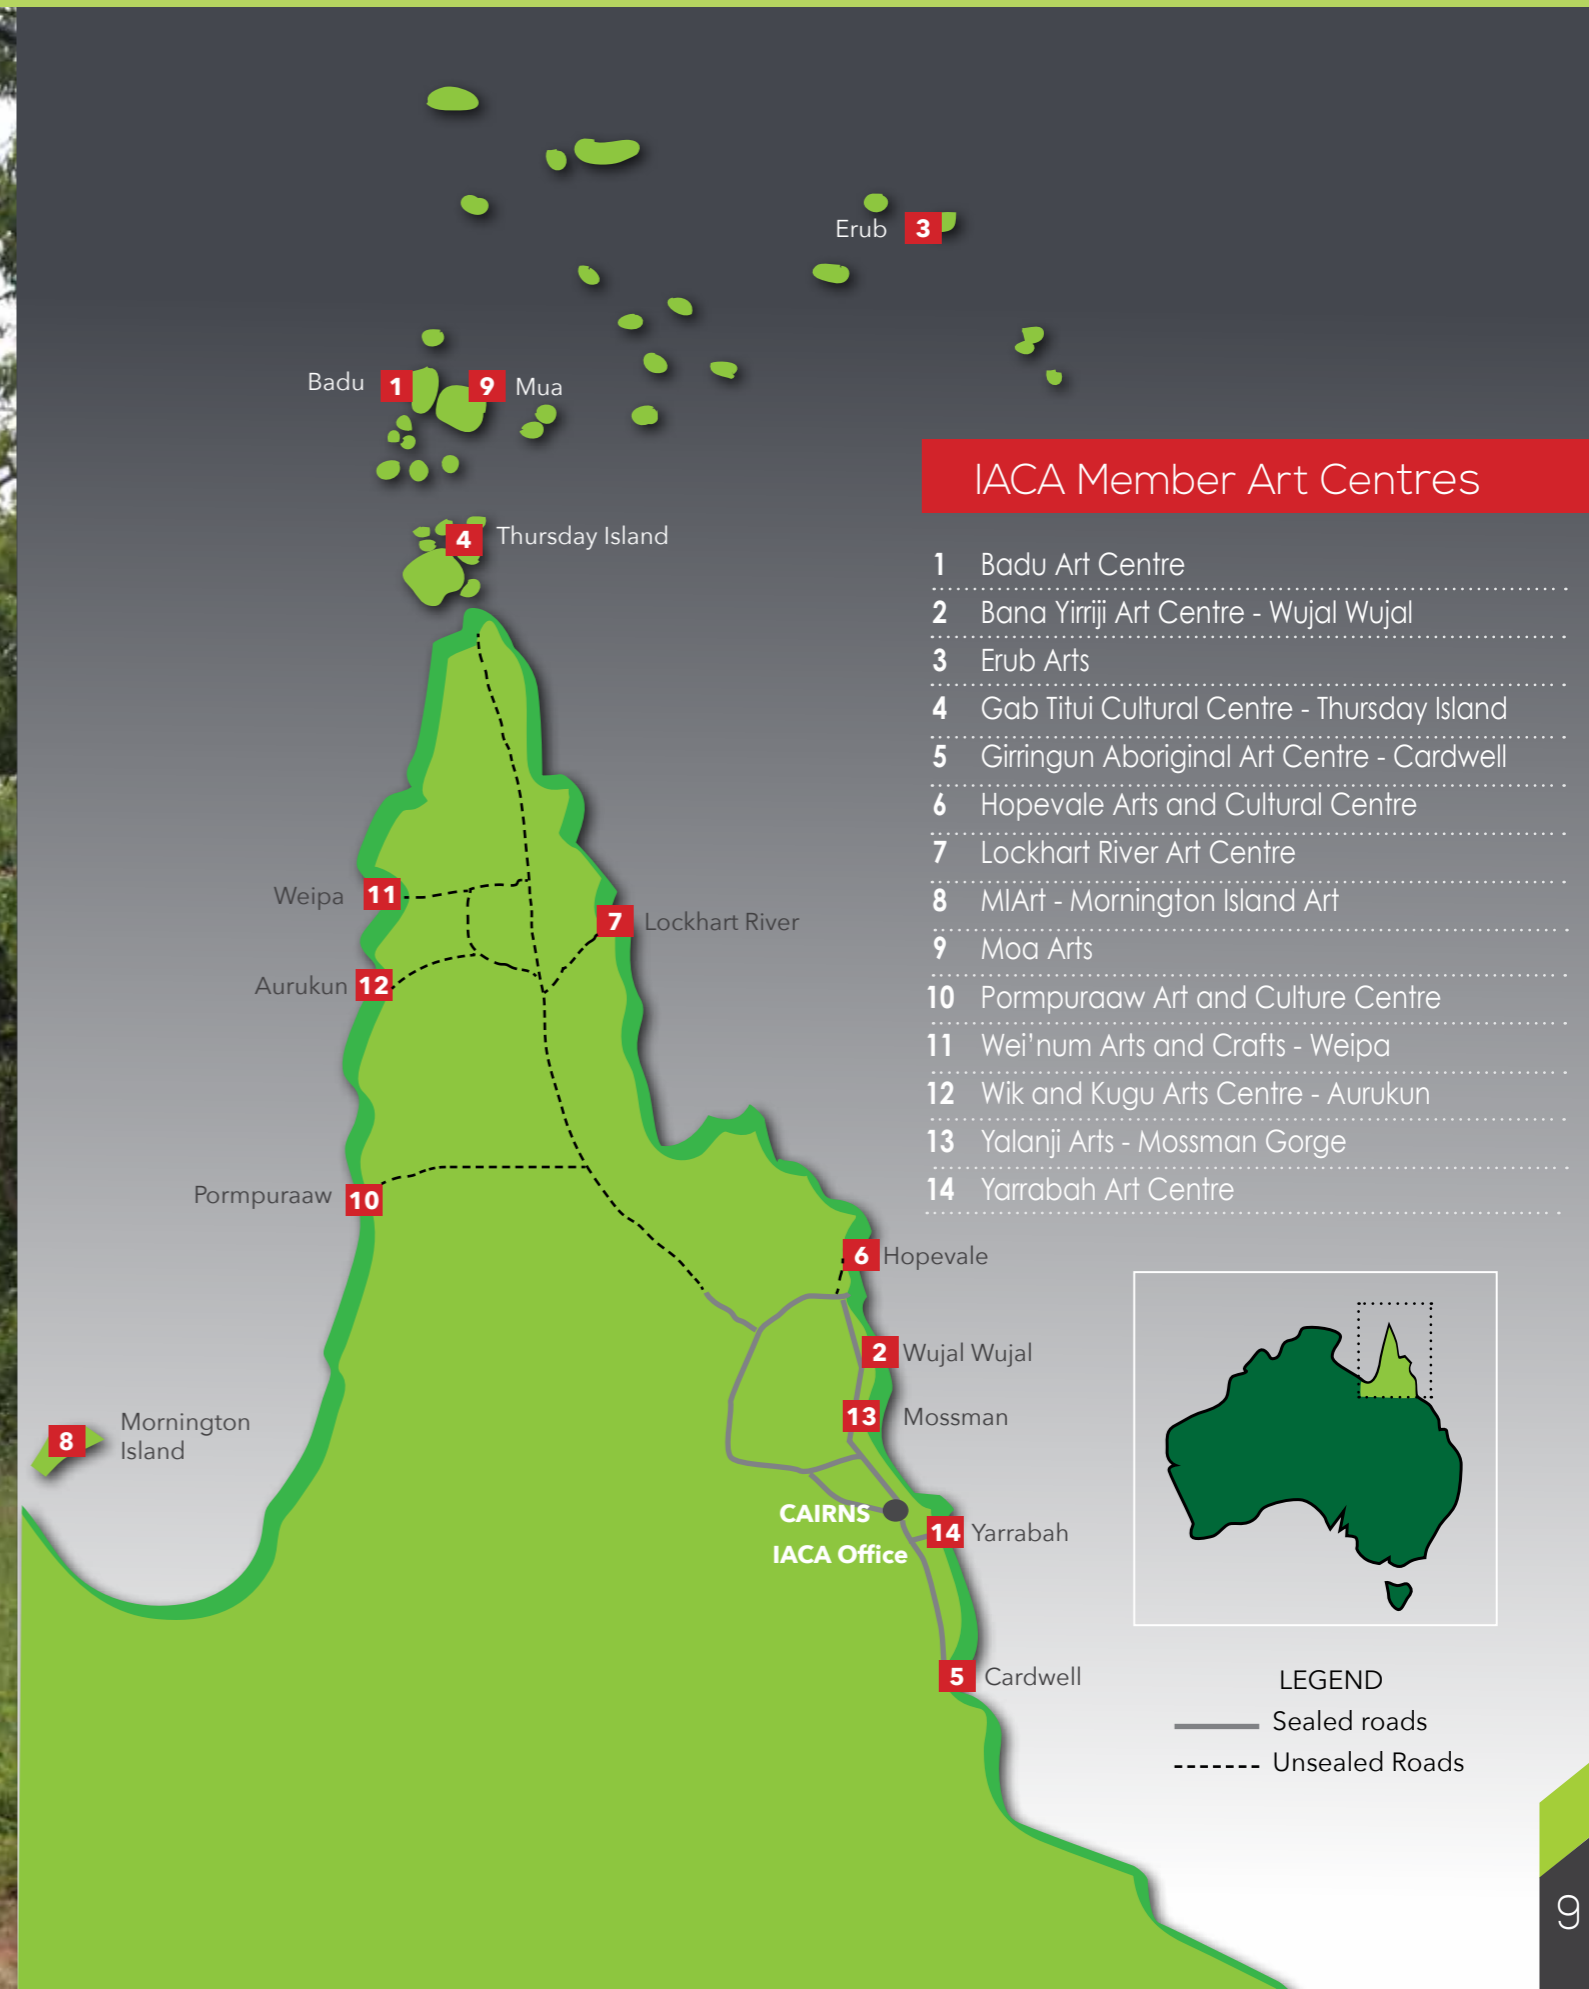 Erub 3
Badu 1
9 Mua
4 Thursday Island
IACA Member Art Centres
1 Badu Art Centre
2 Bana Yirriji Art Centre - Wujal Wujal
3 Erub Arts
4 Gab Titui Cultural Centre - Thursday Island
5 Girringun Aboriginal Art Centre - Cardwell
6 Hopevale Arts and Cultural Centre
7 Lockhart River Art Centre
8 MIArt - Mornington Island Art
9 Moa Arts
10 Pormpuraaw Art and Culture Centre
11 Wei'num Arts and Crafts - Weipa
12 Wik and Kugu Arts Centre - Aurukun
13 Yalanji Arts - Mossman Gorge
14 Yarrabah Art Centre
Weipa 11
7 Lockhart River
Aurukun 12
Pormpuraaw 10
6 Hopevale
2 Wujal Wujal
13 Mossman
8 Mornington
Island
CAIRNS
IACA Office
14 Yarrabah
5 Cardwell
LEGEND
Sealed roads
Unsealed Roads
9